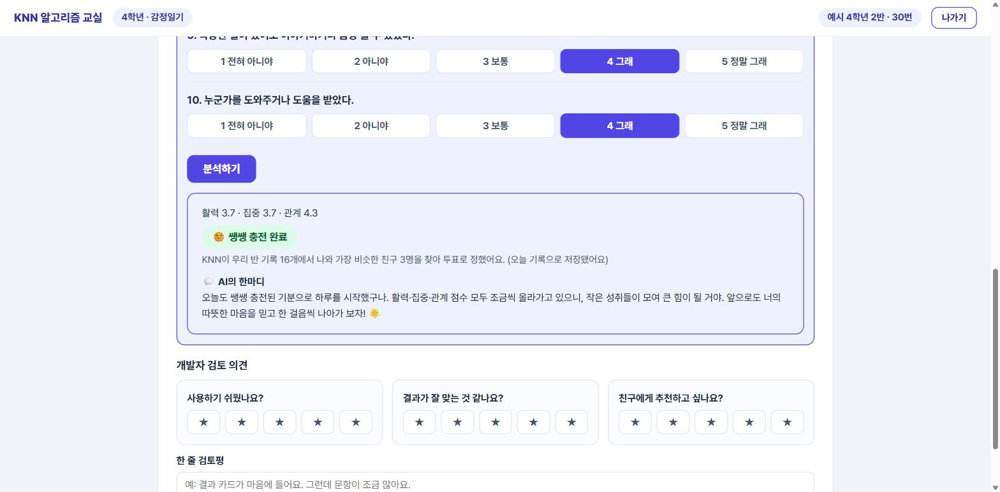 KNN 알고리즘 교실
4학년 · 감정일기
예시 4학년 2반 · 30번
나가기
1 전혀 아니야
2 아니야
3 보통
4 그래
5 정말 그래
10. 누군가를 도와주거나 도움을 받았다.
1 전혀 아니야
2 아니야
3 보통
4 그래
5 정말 그래
분석하기
활력 3.7 · 집중 3.7 · 관계 4.3
쌩쌩 충전 완료
KNN이 우리 반 기록 16개에서 나와 가장 비슷한 친구 3명을 찾아 투표로 정했어요. (오늘 기록으로 저장됐어요)
AI의 한마디
오늘도 쌩쌩 충전된 기분으로 하루를 시작했구나. 활력·집중·관계 점수 모두 조금씩 올라가고 있으니, 작은 성취들이 모여 큰 힘이 될 거야. 앞으로도 너의
따뜻한 마음을 믿고 한 걸음씩 나아가 보자! 🌟
개발자 검토 의견
사용하기 쉬웠나요?
★ ★ ★ ★ ★
결과가 잘 맞는 것 같나요?
★ ★ ★ ★ ★
친구에게 추천하고 싶나요?
★ ★ ★ ★ ★
한 줄 검토평
예: 결과 카드가 마음에 들어요. 그런데 문항이 조금 많아요.